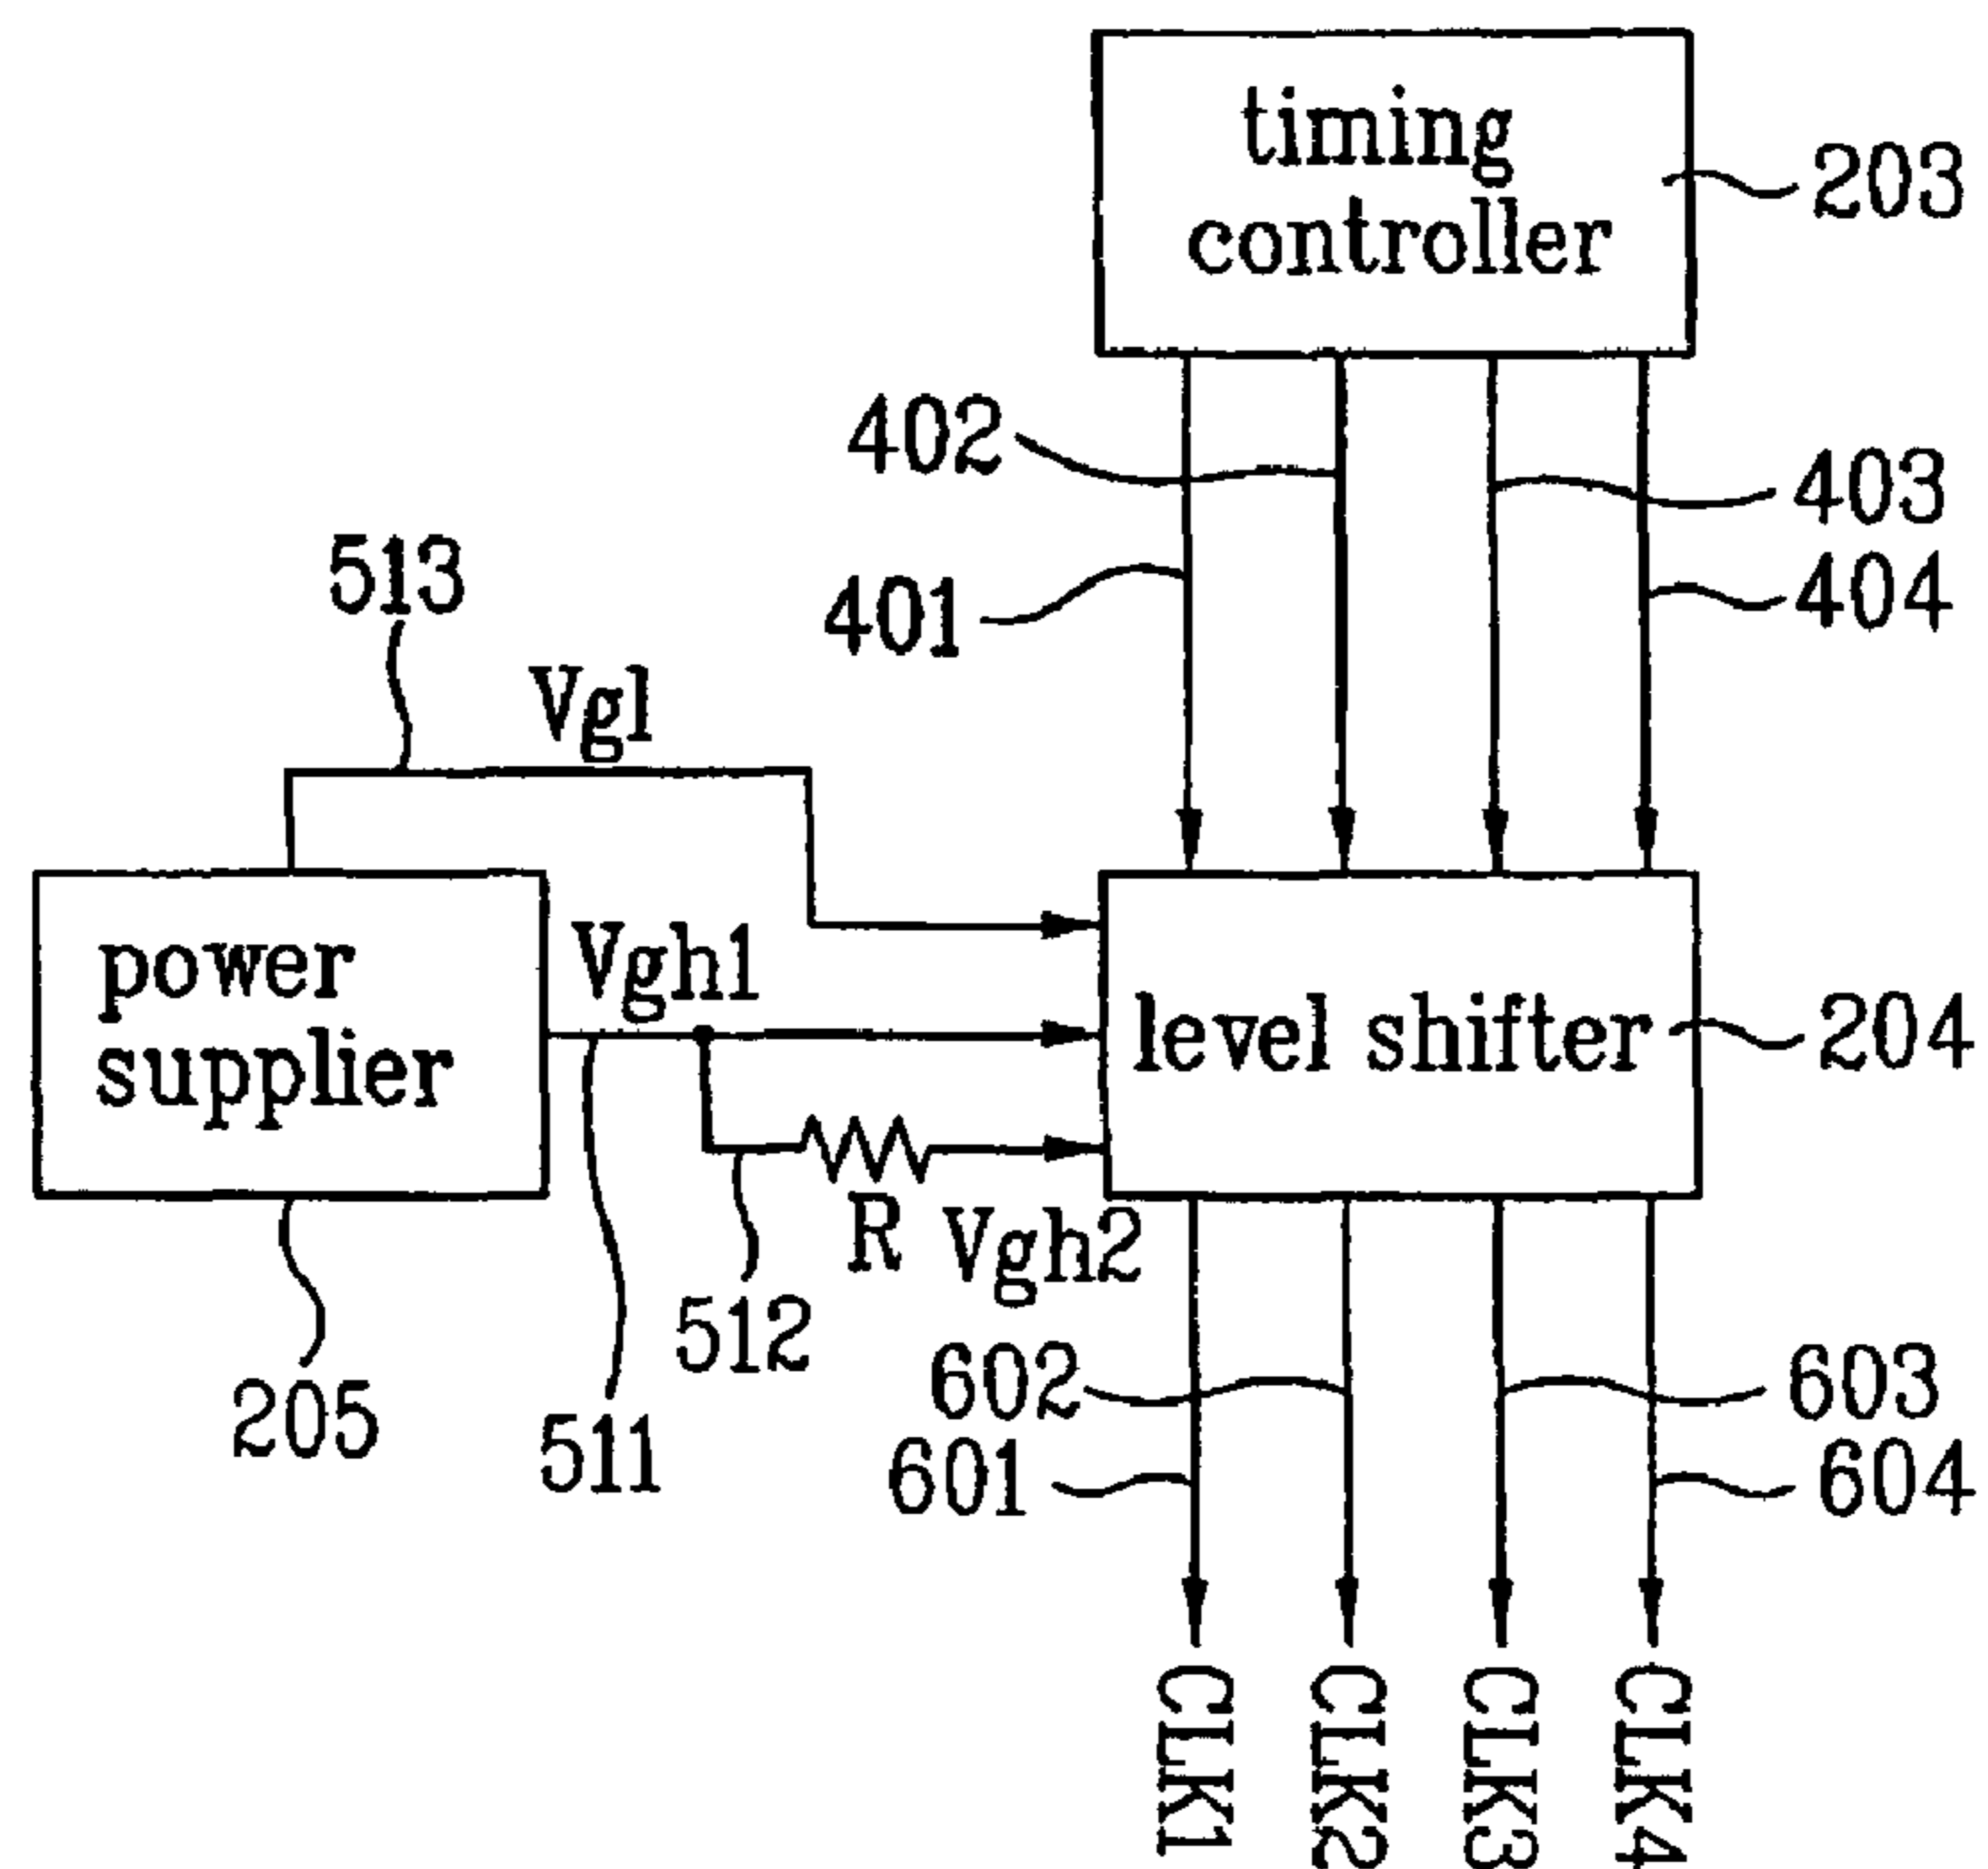 timing
controller
203
402
403
401
404
513
Vgl
power
supplier
Vgh1
level shifter
204
R
Vgh2
512
205
511
602
603
601
604
CLK1
CLK2
CLK3
CLK4